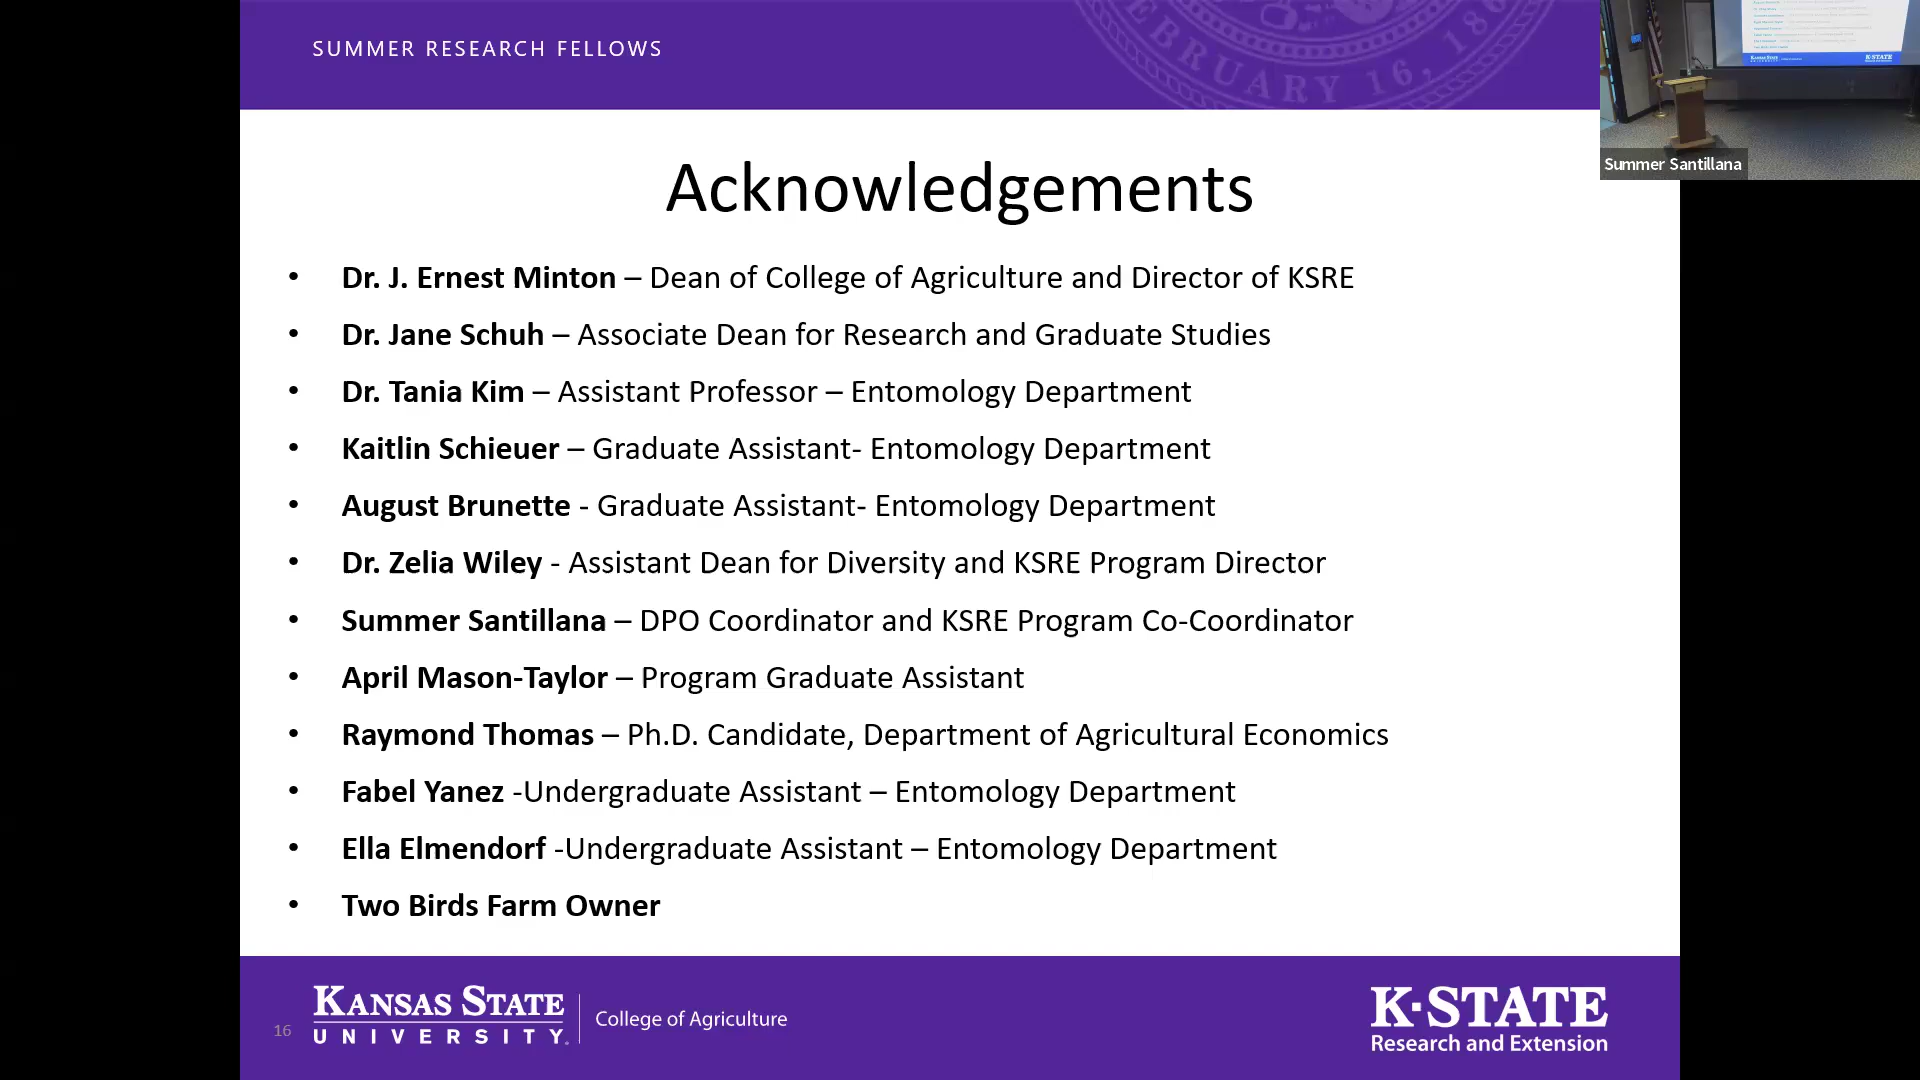 SUMMER RESEARCH FELLOWS
BRUARY 16, 186
Summer Santillana
Acknowledgements
• Dr. J. Ernest Minton – Dean of College of Agriculture and Director of KSRE
• Dr. Jane Schuh – Associate Dean for Research and Graduate Studies
• Dr. Tania Kim – Assistant Professor – Entomology Department
• Kaitlin Schieuer – Graduate Assistant- Entomology Department
• August Brunette - Graduate Assistant- Entomology Department
• Dr. Zelia Wiley - Assistant Dean for Diversity and KSRE Program Director
• Summer Santillana – DPO Coordinator and KSRE Program Co-Coordinator
• April Mason-Taylor – Program Graduate Assistant
• Raymond Thomas – Ph.D. Candidate, Department of Agricultural Economics
• Fabel Yanez -Undergraduate Assistant – Entomology Department
• Ella Elmendorf -Undergraduate Assistant – Entomology Department
• Two Birds Farm Owner
16
KANSAS STATE
UNIVERSITY
College of Agriculture
K-STATE
Research and Extension